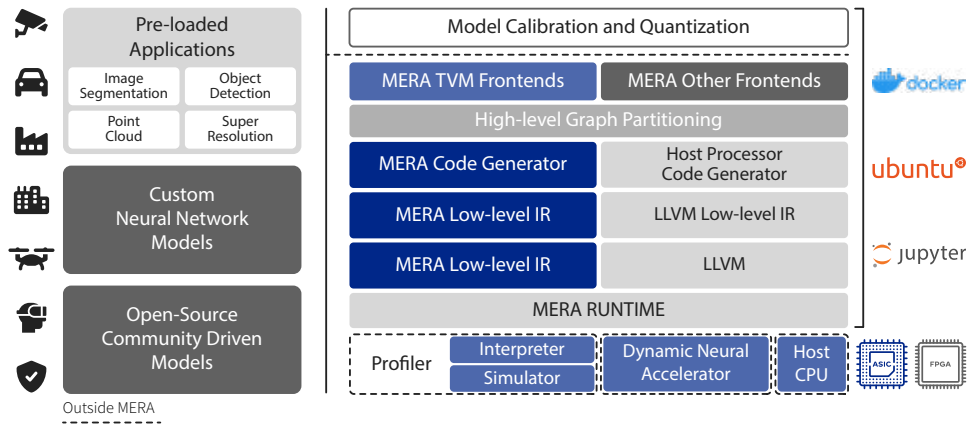 Pre-loaded
Applications
Image
Segmentation
Object
Detection
Point
Cloud
Super
Resolution
Custom
Neural Network
Models
Open-Source
Community Driven
Models
Outside MERA
Model Calibration and Quantization
MERA TVM Frontends
MERA Other Frontends
High-level Graph Partitioning
MERA Code Generator
Host Processor
Code Generator
MERA Low-level IR
LLVM Low-level IR
MERA Low-level IR
LLVM
MERA RUNTIME
Profiler
Interpreter
Simulator
Dynamic Neural
Accelerator
Host
CPU
docker
ubuntu
jupyter
ASIC
FPGA